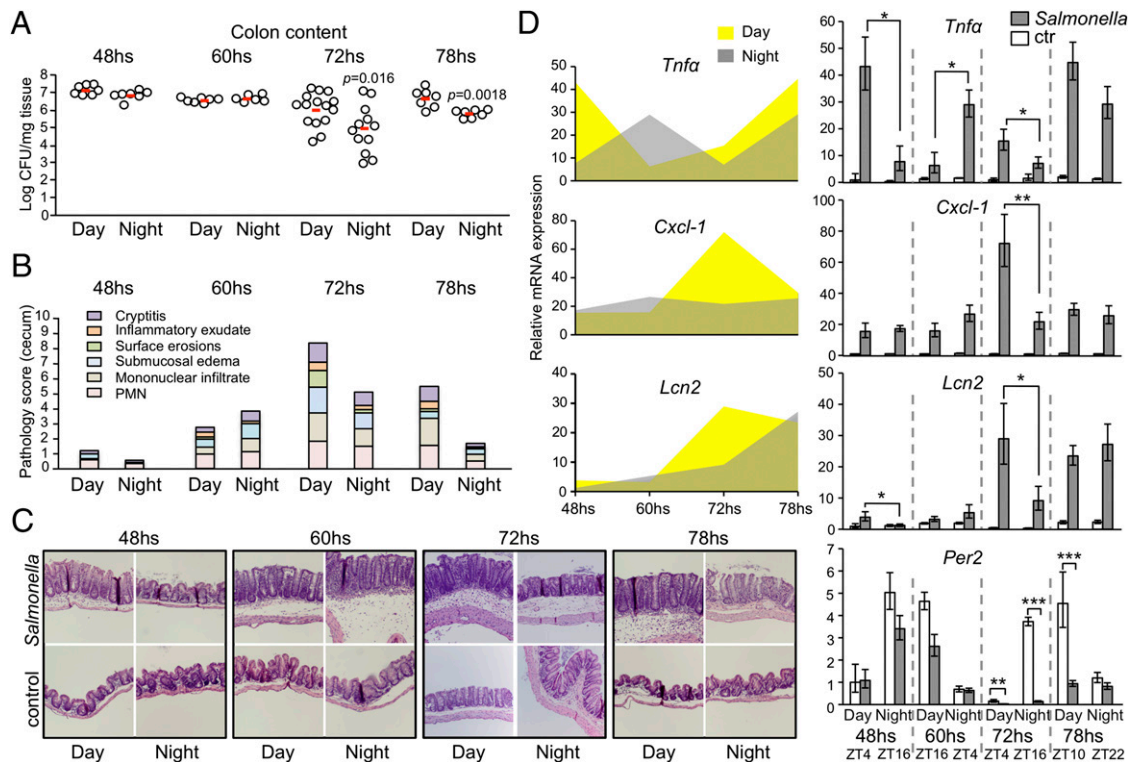 A
Colon content
48hs 60hs 72hs 78hs
Log CFU/mg tissue
8
7
6
5
4
3
2
1
0
p=0.016
p=0.0018
Day Night Day Night Day Night Day Night
B
48hs 60hs 72hs 78hs
Pathology score (cecum)
10
9
8
7
6
5
4
3
2
1
0
Cryptitis
Inflammatory exudate
Surface erosions
Submucosal edema
Mononuclear infiltrate
PMN
Day Night Day Night Day Night Day Night
C
48hs 60hs 72hs 78hs
Salmonella
control
Day Night Day Night Day Night Day Night
D
Day
Night
Relative mRNA expression
Tnfα
50
40
30
20
10
0
Cxcl-1
80
60
40
20
0
Lcn2
40
30
20
10
0
48hs 60hs 72hs 78hs
Salmonella
ctr
Tnfα
60
50
40
30
20
10
0
* * *
Cxcl-1
100
80
60
40
20
0
**
Lcn2
50
40
30
20
10
0
* *
Per2
7
6
5
4
3
2
1
0
** *** ***
Day Night Day Night Day Night Day Night
48hs 60hs 72hs 78hs
ZT4 ZT16 ZT16 ZT4 ZT4 ZT16 ZT10 ZT22